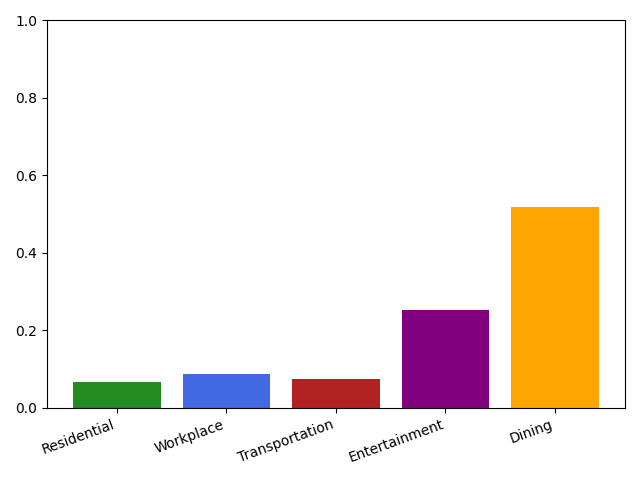 1.0
0.8
0.6
0.4
0.2
0.0
Residential
Workplace
Transportation
Entertainment
Dining